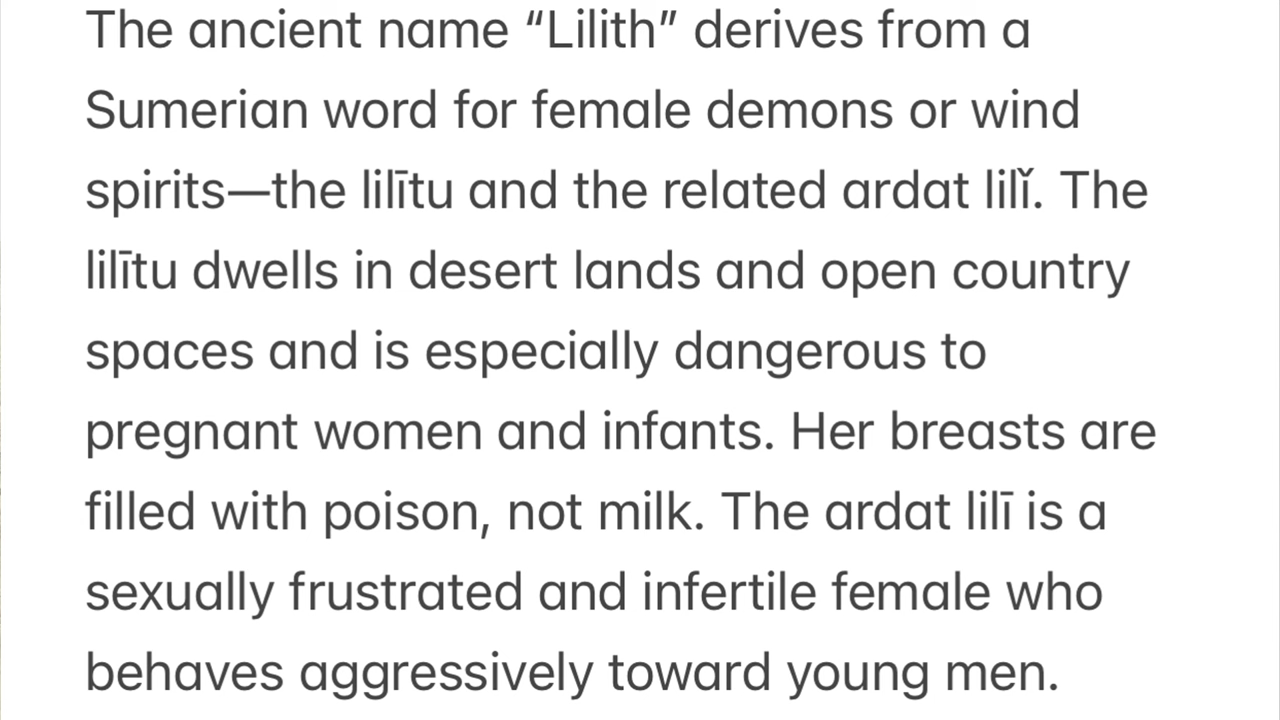 The ancient name “Lilith” derives from a
Sumerian word for female demons or wind
spirits—the lilītu and the related ardat lilǐ. The
lilītu dwells in desert lands and open country
spaces and is especially dangerous to
pregnant women and infants. Her breasts are
filled with poison, not milk. The ardat lilī is a
sexually frustrated and infertile female who
behaves aggressively toward young men.